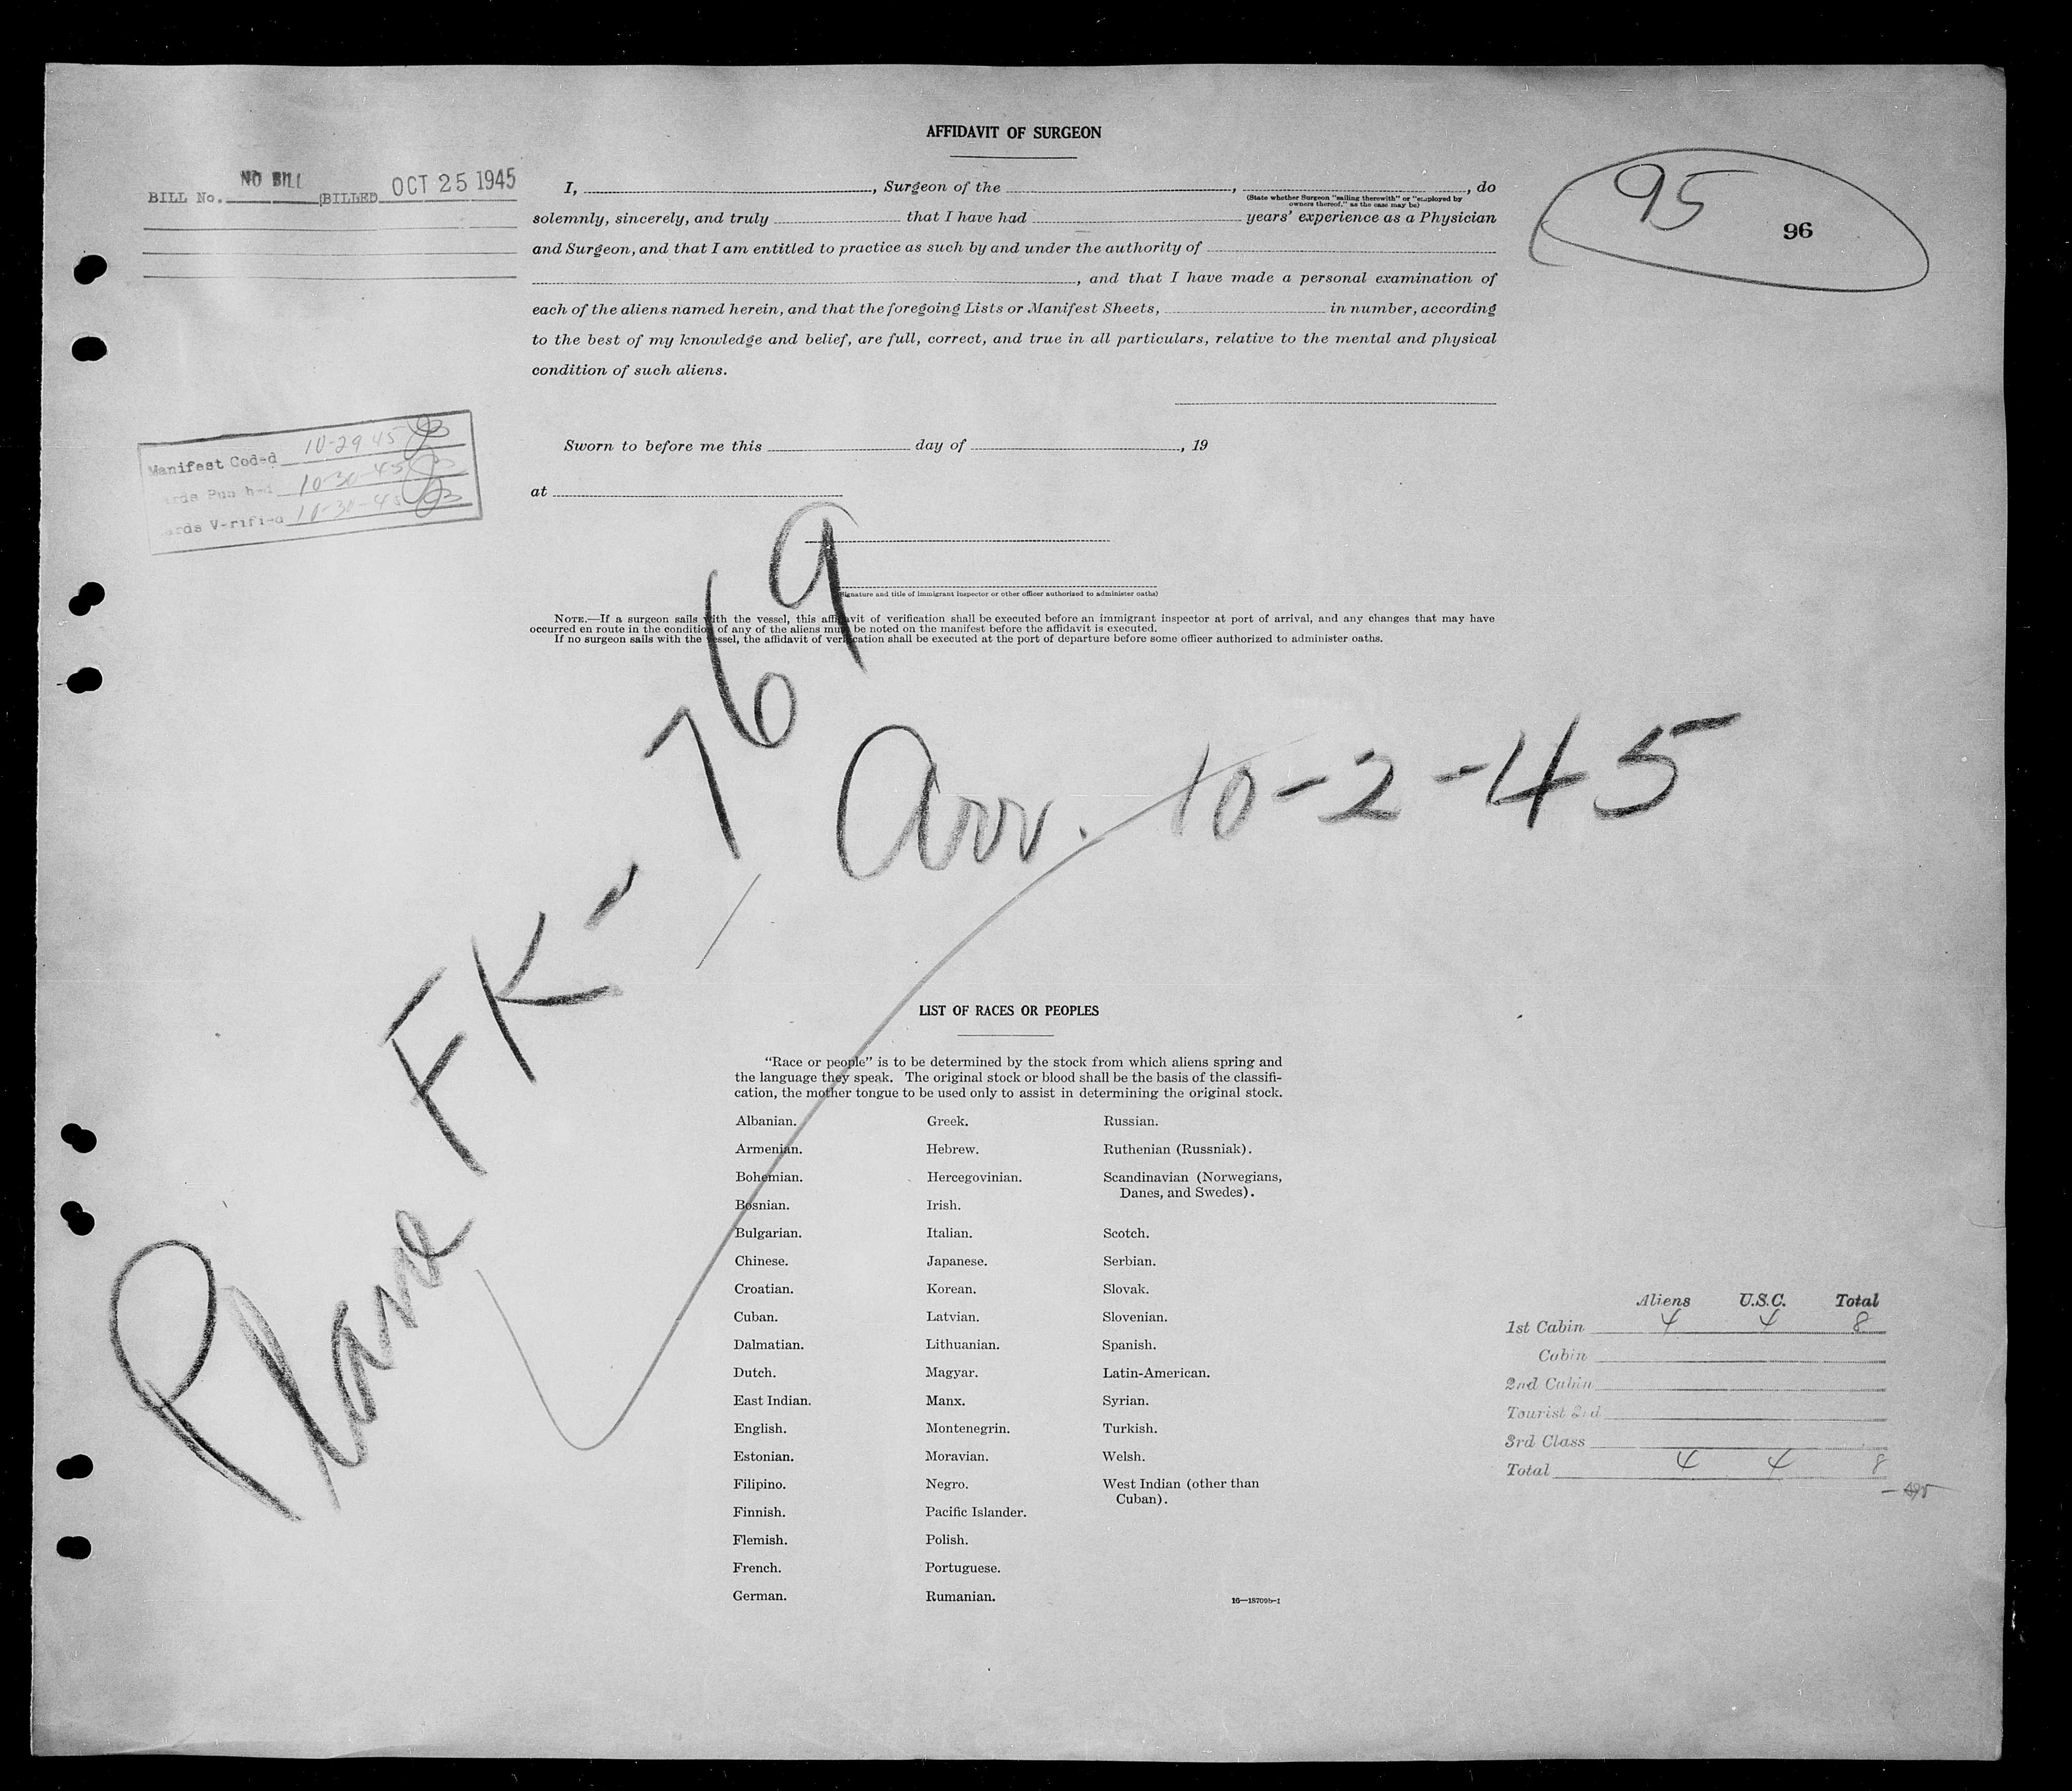 AFFIDAVIT OF SURGEON
BILL No. NO BILL BILLED OCT 25 1945
95
96
I, , Surgeon of the , , do
(State whether Surgeon "sailing therewith" or "employed by
owners thereof," as the case may be)
solemnly, sincerely, and truly that I have had years' experience as a Physician
and Surgeon, and that I am entitled to practice as such by and under the authority of
, and that I have made a personal examination of
each of the aliens named herein, and that the foregoing Lists or Manifest Sheets, in number, according
to the best of my knowledge and belief, are full, correct, and true in all particulars, relative to the mental and physical
condition of such aliens.
Manifest Coded 10-29 45
ards Punched 10-30-45
ards Verified 10-30-45
Sworn to before me this day of , 19
at
(Signature and title of immigrant inspector or other officer authorized to administer oaths)
NOTE.—If a surgeon sails with the vessel, this affidavit of verification shall be executed before an immigrant inspector at port of arrival, and any changes that may have
occurred en route in the condition of any of the aliens must be noted on the manifest before the affidavit is executed.
If no surgeon sails with the vessel, the affidavit of verification shall be executed at the port of departure before some officer authorized to administer oaths.
Plane FK-769
Arr. 10-2-45
LIST OF RACES OR PEOPLES
"Race or people" is to be determined by the stock from which aliens spring and
the language they speak. The original stock or blood shall be the basis of the classifi-
cation, the mother tongue to be used only to assist in determining the original stock.
Albanian.
Armenian.
Bohemian.
Bosnian.
Bulgarian.
Chinese.
Croatian.
Cuban.
Dalmatian.
Dutch.
East Indian.
English.
Estonian.
Filipino.
Finnish.
Flemish.
French.
German.
Greek.
Hebrew.
Hercegovinian.
Irish.
Italian.
Japanese.
Korean.
Latvian.
Lithuanian.
Magyar.
Manx.
Montenegrin.
Moravian.
Negro.
Pacific Islander.
Polish.
Portuguese.
Rumanian.
Russian.
Ruthenian (Russniak).
Scandinavian (Norwegians,
Danes, and Swedes).
Scotch.
Serbian.
Slovak.
Slovenian.
Spanish.
Latin-American.
Syrian.
Turkish.
Welsh.
West Indian (other than
Cuban).
16—18709b-1
Aliens U.S.C. Total
1st Cabin 4 4 8
Cabin
2nd Cabin
Tourist 3rd
3rd Class
Total 4 4 8